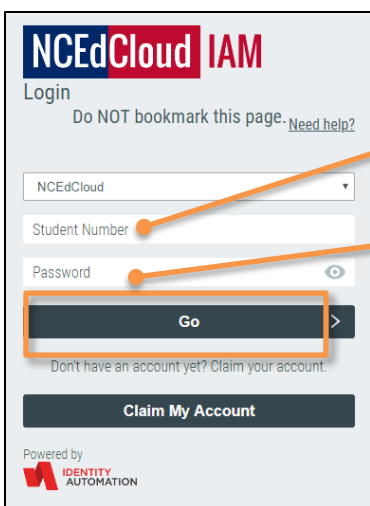 NCEdCloud IAM
Login
Do NOT bookmark this page. Need help?
NCEdCloud
Student Number
Password
Go
Don't have an account yet? Claim your account.
Claim My Account
Powered by
IDENTITY
AUTOMATION